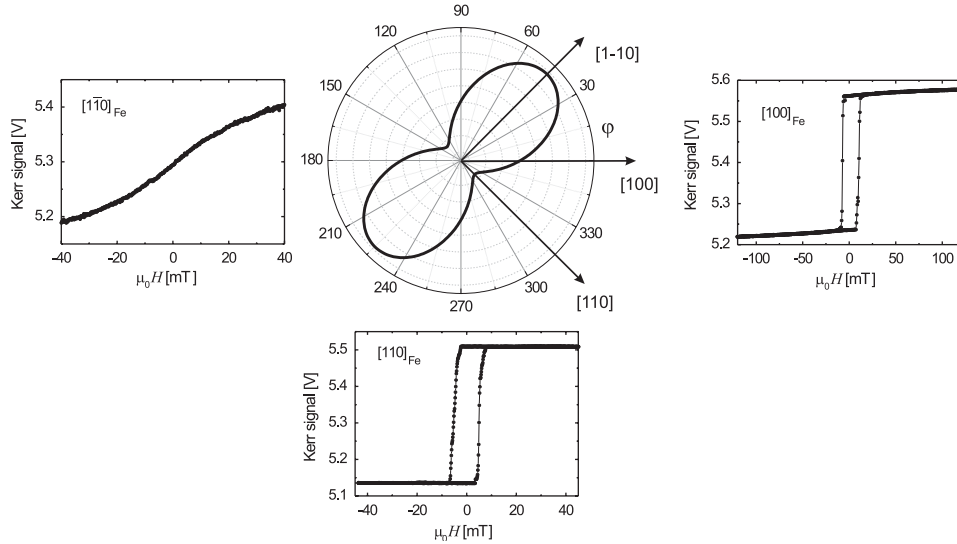 90
120
60
150
30
180
φ
210
330
240
300
270
[1-10]
[100]
[110]
[11̄0]Fe
5.4
5.3
5.2
Kerr signal [V]
-40 -20 0 20 40
μ0H [mT]
[100]Fe
5.6
5.5
5.4
5.3
5.2
Kerr signal [V]
-100 -50 0 50 100
μ0H [mT]
[110]Fe
5.5
5.4
5.3
5.2
5.1
Kerr signal [V]
-40 -20 0 20 40
μ0H [mT]